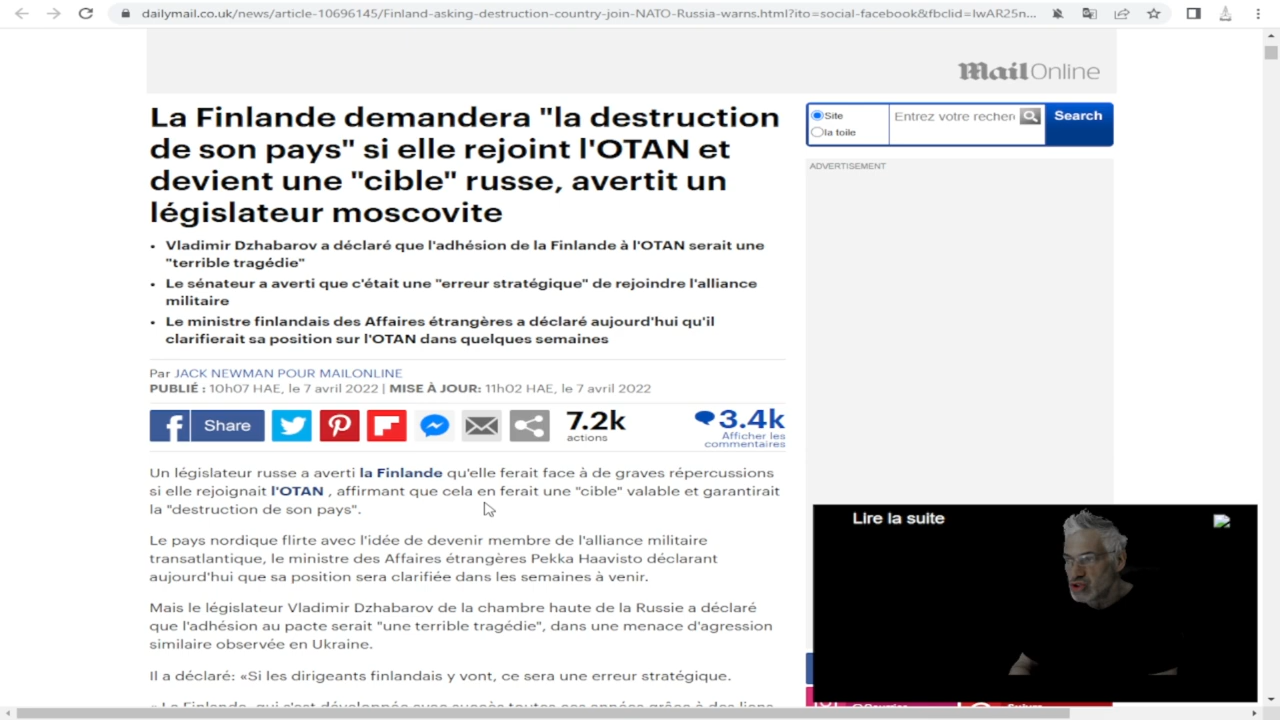 dailymail.co.uk/news/article-10696145/Finland-asking-destruction-country-join-NATO-Russia-warns.html?ito=social-facebook&fbclid=IwAR25n...
MailOnline
La Finlande demandera "la destruction
de son pays" si elle rejoint l'OTAN et
devient une "cible" russe, avertit un
législateur moscovite
Site
la toile
Entrez votre recher
Search
ADVERTISEMENT
• Vladimir Dzhabarov a déclaré que l'adhésion de la Finlande à l'OTAN serait une
"terrible tragédie"
• Le sénateur a averti que c'était une "erreur stratégique" de rejoindre l'alliance
militaire
• Le ministre finlandais des Affaires étrangères a déclaré aujourd'hui qu'il
clarifierait sa position sur l'OTAN dans quelques semaines
Par JACK NEWMAN POUR MAILONLINE
PUBLIÉ : 10h07 HAE, le 7 avril 2022 | MISE À JOUR: 11h02 HAE, le 7 avril 2022
Share
7.2k
actions
3.4k
Afficher les
commentaires
Un législateur russe a averti la Finlande qu'elle ferait face à de graves répercussions
si elle rejoignait l'OTAN , affirmant que cela en ferait une "cible" valable et garantirait
la "destruction de son pays".
Le pays nordique flirte avec l'idée de devenir membre de l'alliance militaire
transatlantique, le ministre des Affaires étrangères Pekka Haavisto déclarant
aujourd'hui que sa position sera clarifiée dans les semaines à venir.
Mais le législateur Vladimir Dzhabarov de la chambre haute de la Russie a déclaré
que l'adhésion au pacte serait "une terrible tragédie", dans une menace d'agression
similaire observée en Ukraine.
Il a déclaré: «Si les dirigeants finlandais y vont, ce sera une erreur stratégique.
Lire la suite